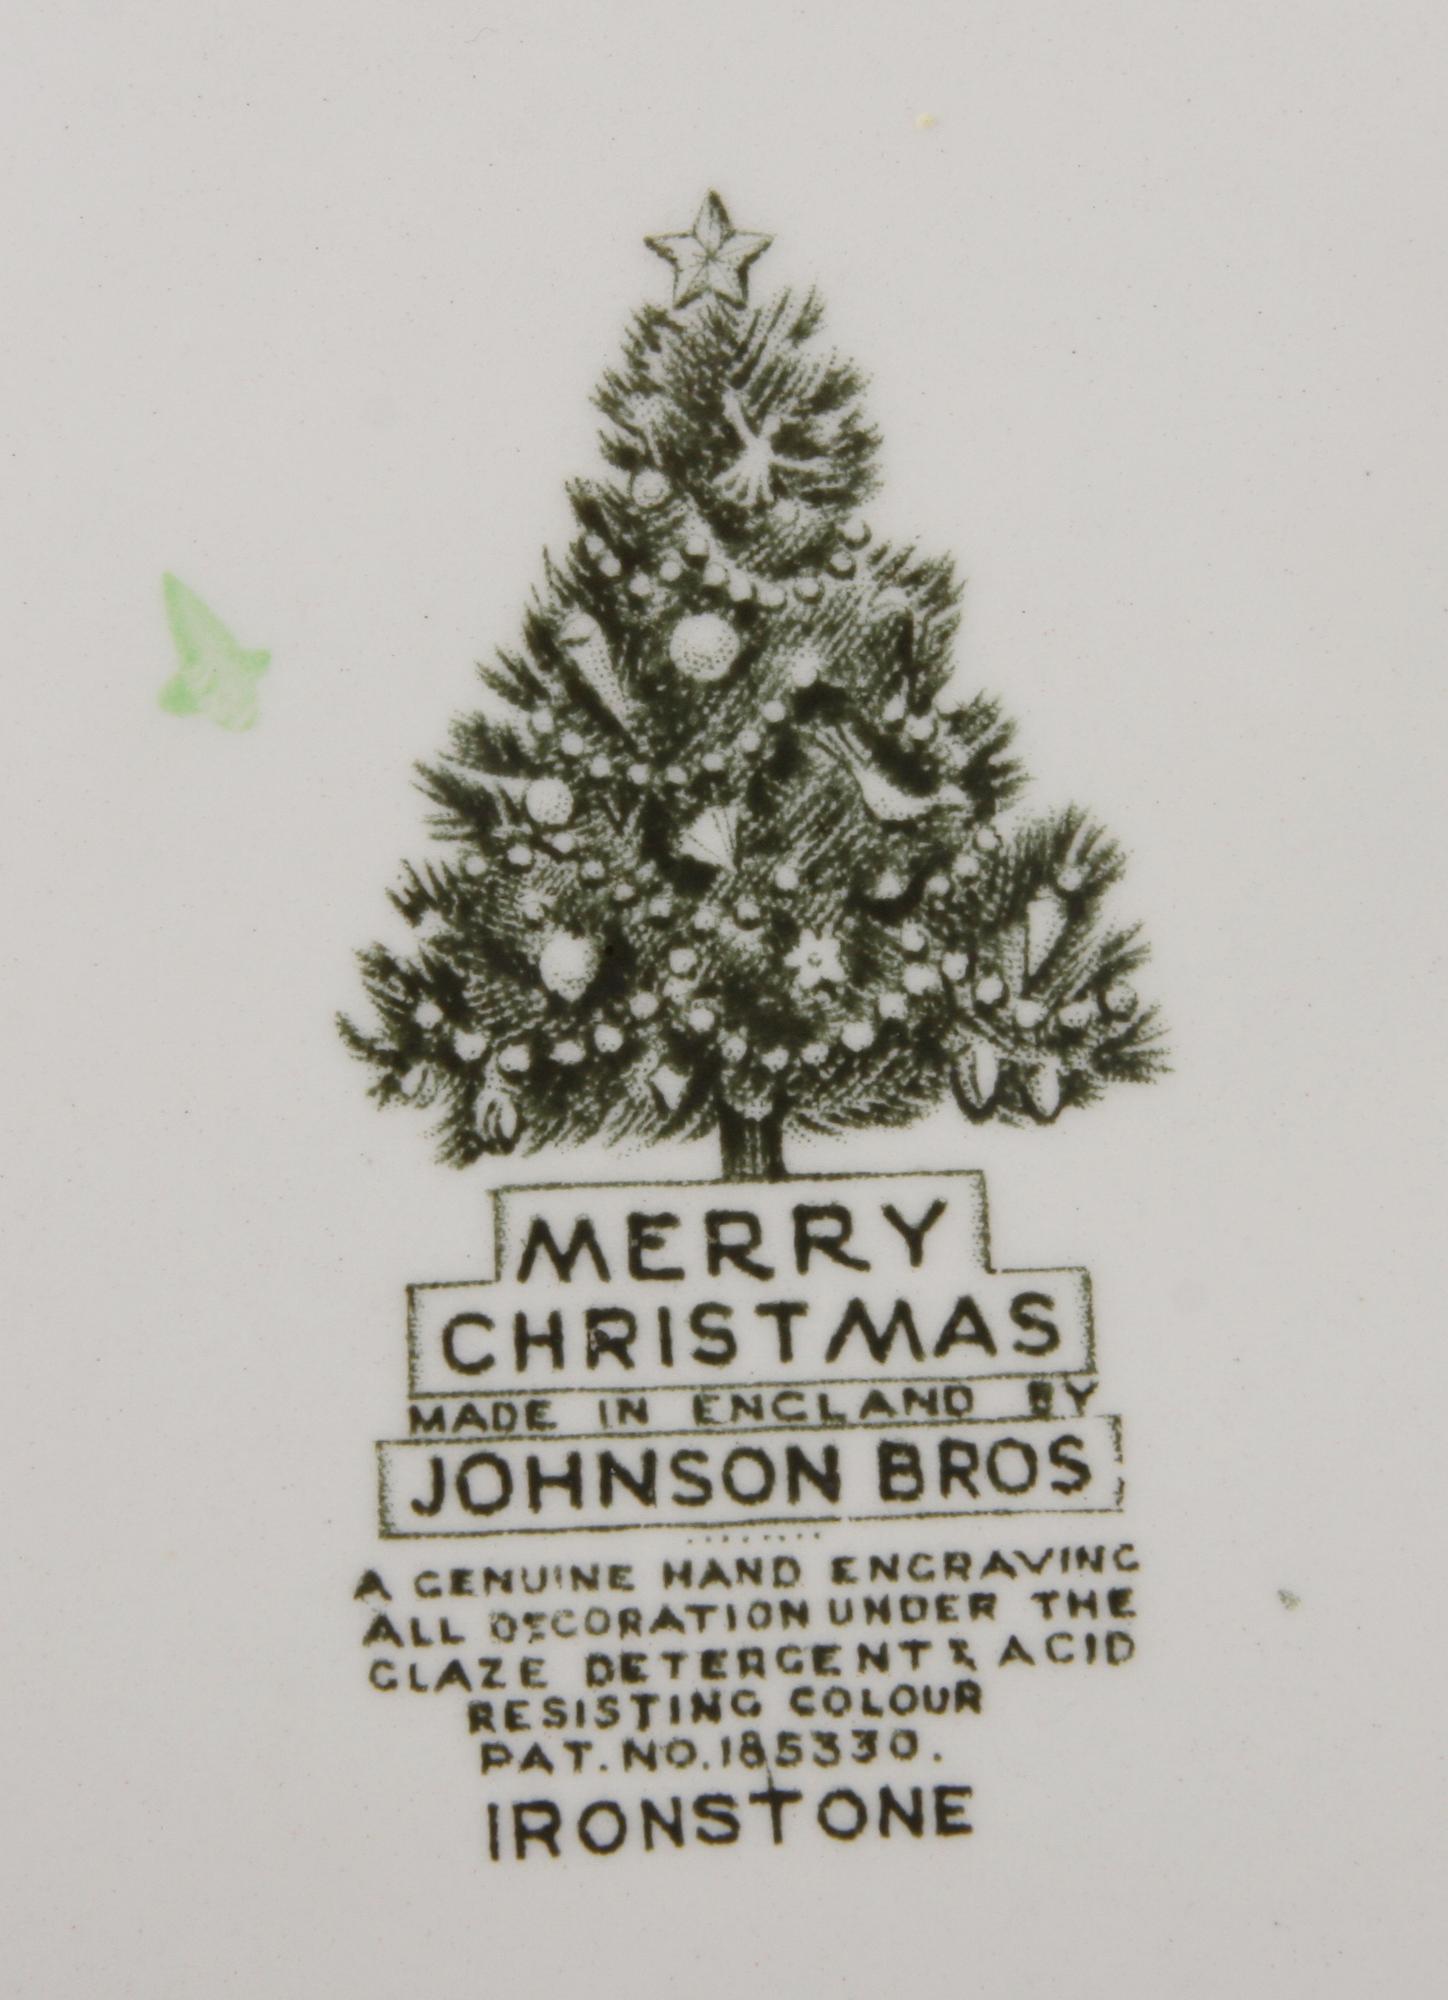 MERRY
CHRISTMAS
MADE IN ENGLAND BY
JOHNSON BROS
A GENUINE HAND ENGRAVING
ALL DECORATION UNDER THE
GLAZE DETERGENT & ACID
RESISTING COLOUR
PAT. NO. 185330.
IRONSTONE